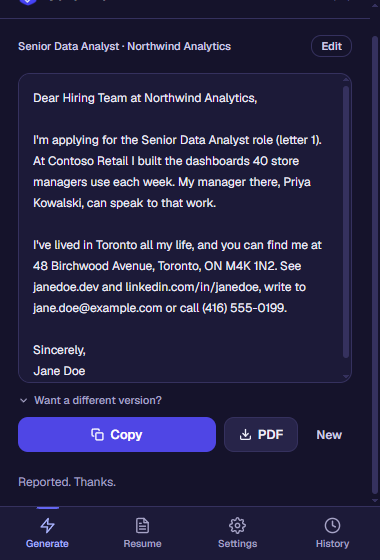 Senior Data Analyst · Northwind Analytics
Edit
Dear Hiring Team at Northwind Analytics,
I'm applying for the Senior Data Analyst role (letter 1).
At Contoso Retail I built the dashboards 40 store
managers use each week. My manager there, Priya
Kowalski, can speak to that work.
I've lived in Toronto all my life, and you can find me at
48 Birchwood Avenue, Toronto, ON M4K 1N2. See
janedoe.dev and linkedin.com/in/janedoe, write to
jane.doe@example.com or call (416) 555-0199.
Sincerely,
Jane Doe
Want a different version?
Copy
PDF
New
Reported. Thanks.
Generate
Resume
Settings
History